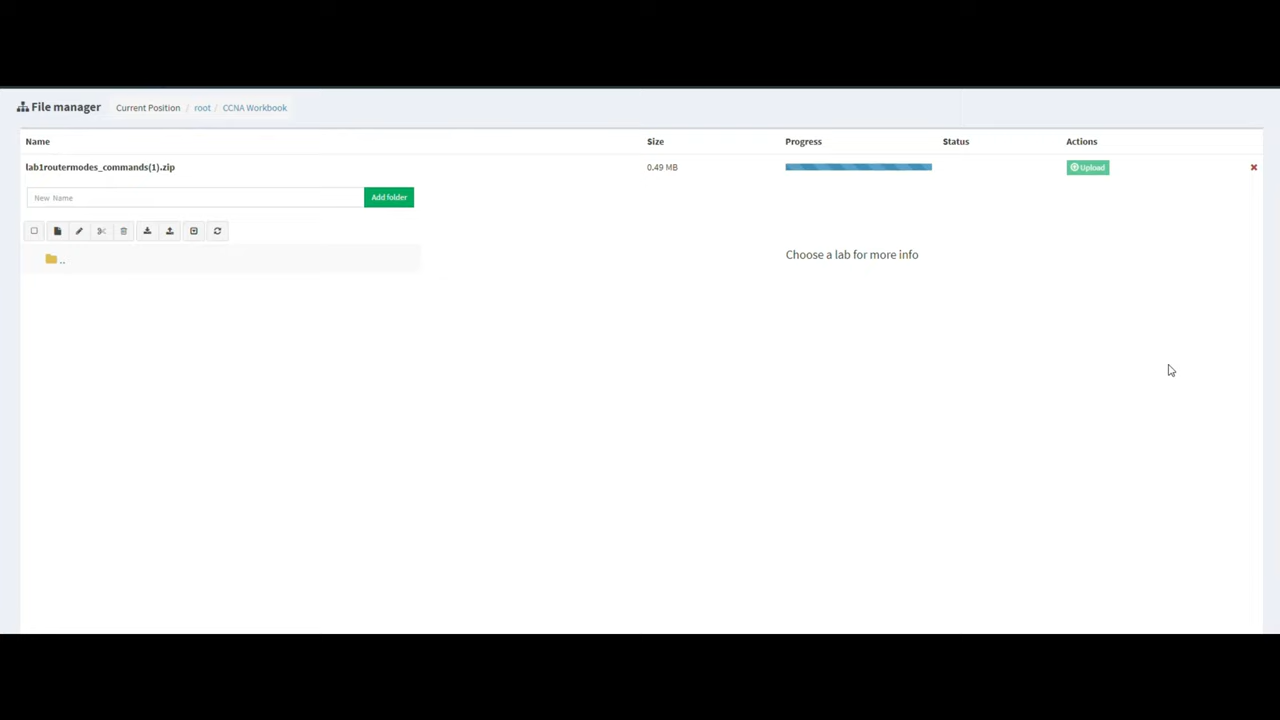 File manager Current Position / root / CCNA Workbook
Name Size Progress Status Actions
lab1routermodes_commands(1).zip 0.49 MB Upload
New Name Add folder
..
Choose a lab for more info